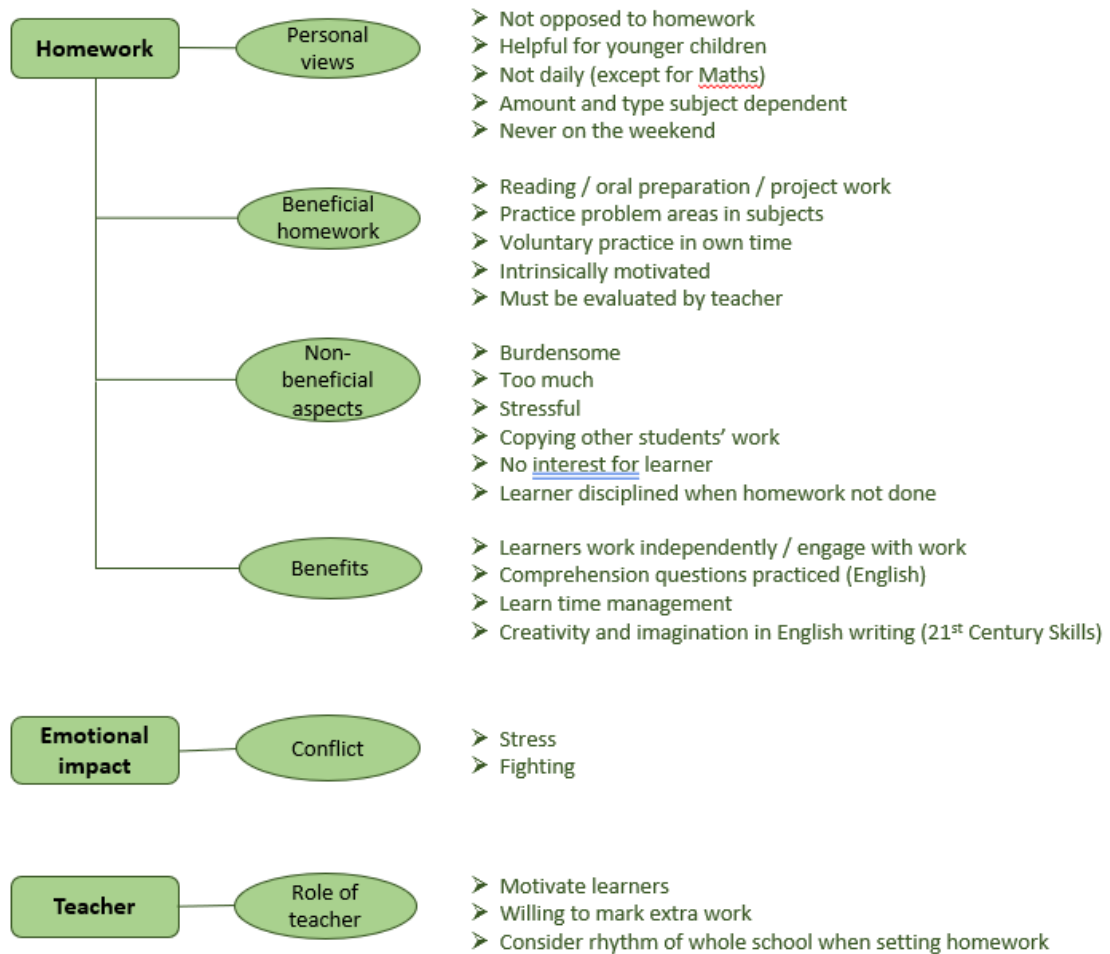 Homework
Personal
views
Not opposed to homework
Helpful for younger children
Not daily (except for Maths)
Amount and type subject dependent
Never on the weekend
Beneficial
homework
Reading / oral preparation / project work
Practice problem areas in subjects
Voluntary practice in own time
Intrinsically motivated
Must be evaluated by teacher
Non-
beneficial
aspects
Burdensome
Too much
Stressful
Copying other students’ work
No interest for learner
Learner disciplined when homework not done
Benefits
Learners work independently / engage with work
Comprehension questions practiced (English)
Learn time management
Creativity and imagination in English writing (21st Century Skills)
Emotional
impact
Conflict
Stress
Fighting
Teacher
Role of
teacher
Motivate learners
Willing to mark extra work
Consider rhythm of whole school when setting homework